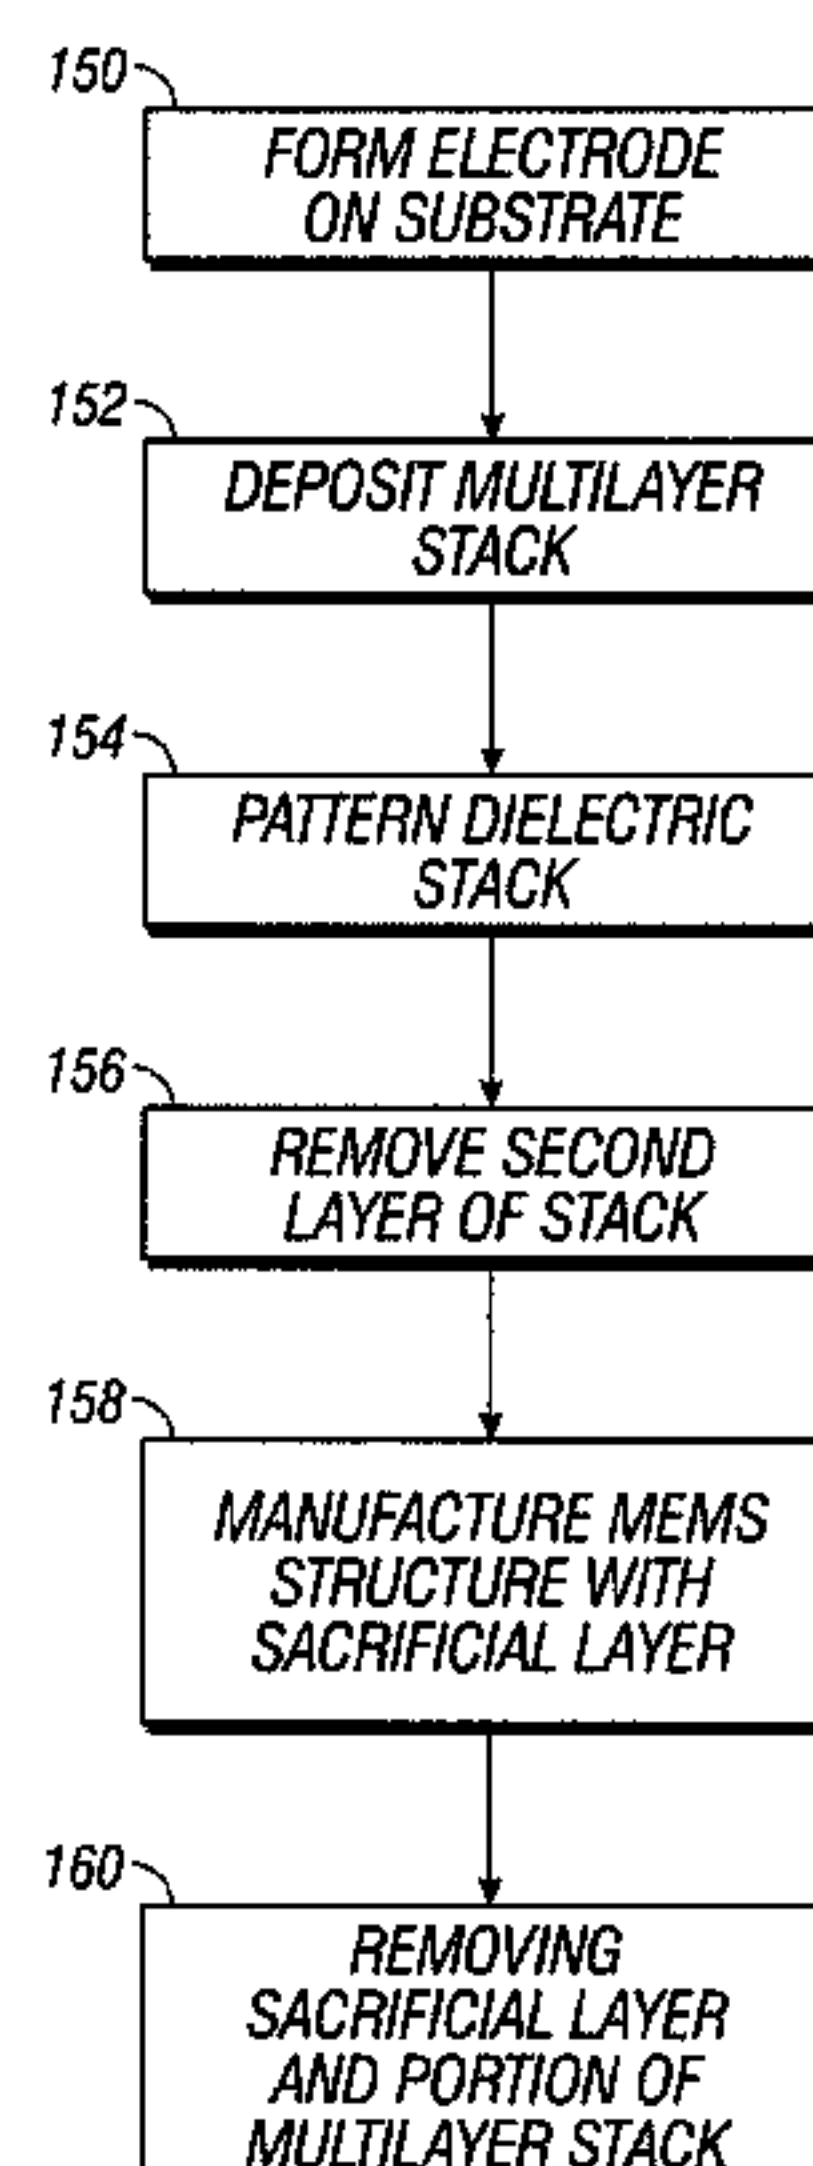 150
FORM ELECTRODE
ON SUBSTRATE
152
DEPOSIT MULTILAYER
STACK
154
PATTERN DIELECTRIC
STACK
156
REMOVE SECOND
LAYER OF STACK
158
MANUFACTURE MEMS
STRUCTURE WITH
SACRIFICIAL LAYER
160
REMOVING
SACRIFICIAL LAYER
AND PORTION OF
MULTILAYER STACK